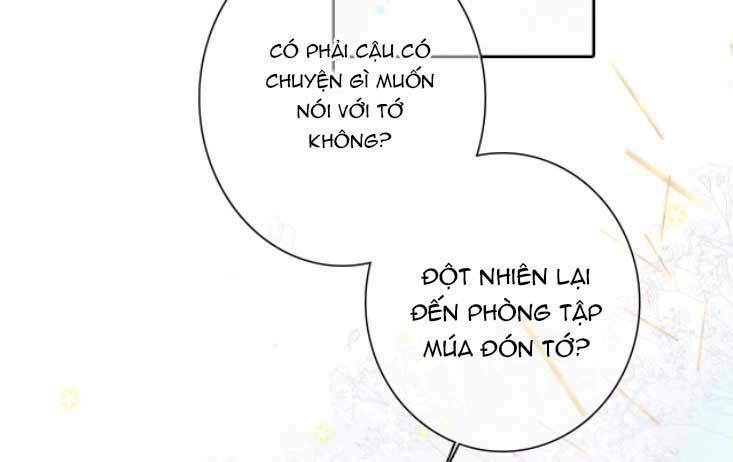 CÓ PHẢI CẬU CÓ
CHUYỆN GÌ MUỐN
NÓI VỚI TỚ
KHÔNG?
ĐỘT NHIÊN LẠI
ĐẾN PHÒNG TẬP
MÚA ĐÓN TỚ?